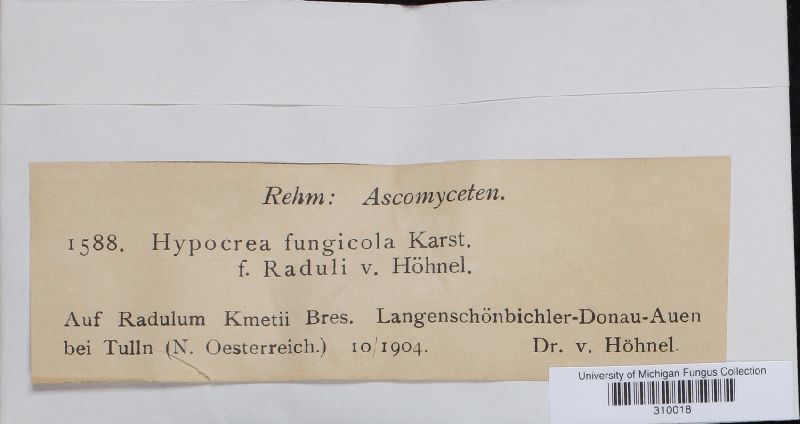 Rehm: Ascomyceten.
1588. Hypocrea fungicola Karst.
f. Raduli v. Höhnel.
Auf Radulum Kmetii Bres. Langenschönbichler-Donau-Auen
bei Tulln (N. Oesterreich.) 10/1904. Dr. v. Höhnel.
University of Michigan Fungus Collection
310018